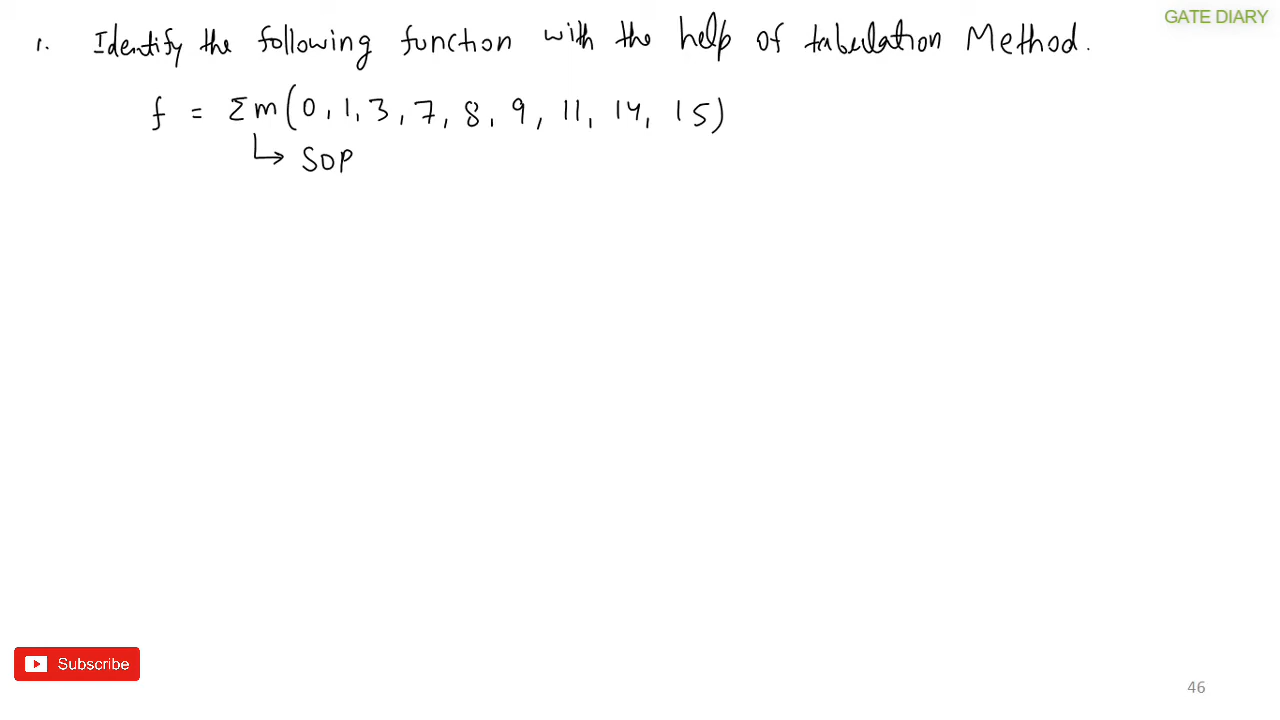 GATE DIARY
1. Identify the following function with the help of tabulation Method.
f = Σm(0, 1, 3, 7, 8, 9, 11, 14, 15)
↳ SOP
Subscribe
46